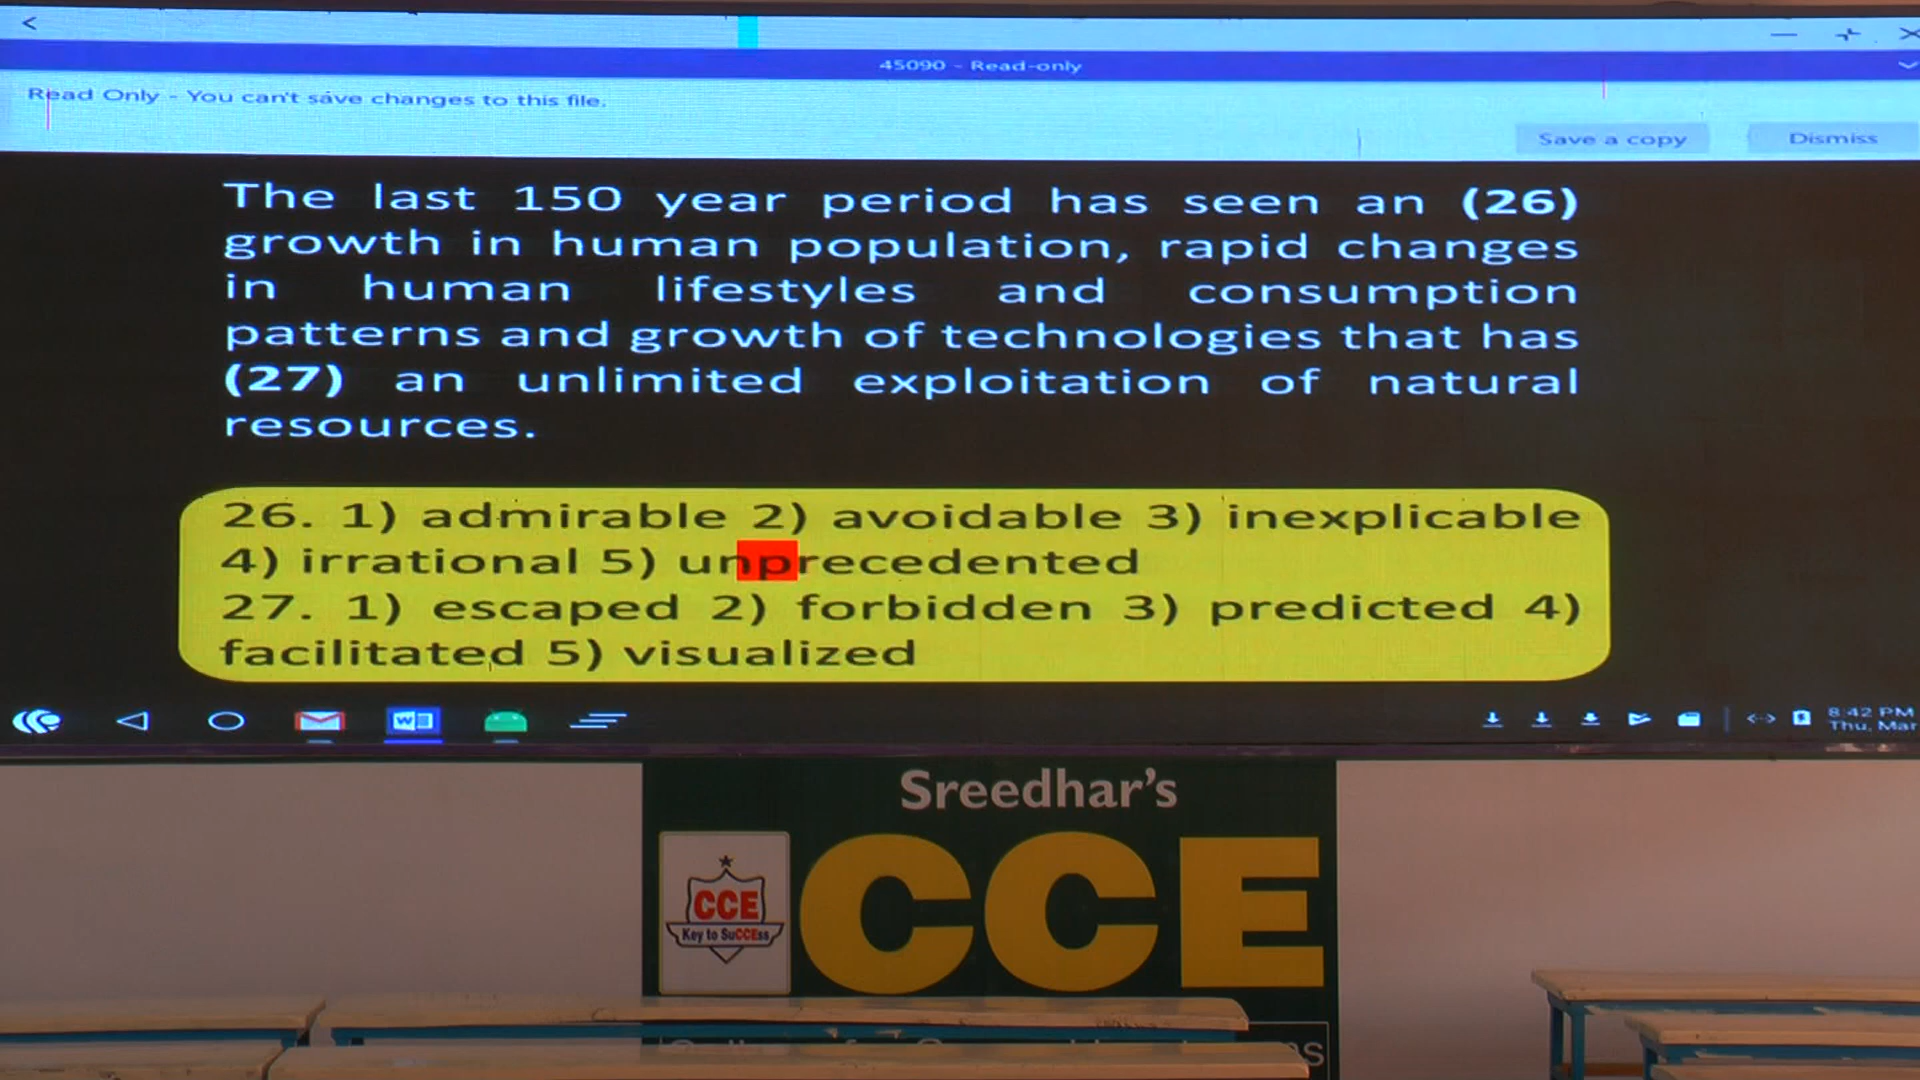 45090 - Read-only
Read Only - You can't save changes to this file.
Save a copy Dismiss
The last 150 year period has seen an (26)
growth in human population, rapid changes
in human lifestyles and consumption
patterns and growth of technologies that has
(27) an unlimited exploitation of natural
resources.
26. 1) admirable 2) avoidable 3) inexplicable
4) irrational 5) unprecedented
27. 1) escaped 2) forbidden 3) predicted 4)
facilitated 5) visualized
8:42 PM
Thu, Mar
Sreedhar's
CCE
CCE
Key to SuCCEss